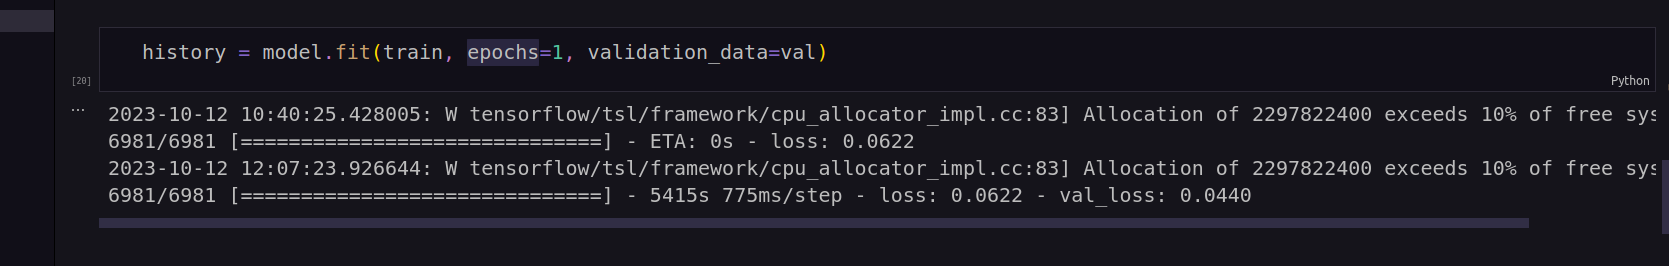 history = model.fit(train, epochs=1, validation_data=val)
[20]
Python
...
2023-10-12 10:40:25.428005: W tensorflow/tsl/framework/cpu_allocator_impl.cc:83] Allocation of 2297822400 exceeds 10% of free sys
6981/6981 [==============================] - ETA: 0s - loss: 0.0622
2023-10-12 12:07:23.926644: W tensorflow/tsl/framework/cpu_allocator_impl.cc:83] Allocation of 2297822400 exceeds 10% of free sys
6981/6981 [==============================] - 5415s 775ms/step - loss: 0.0622 - val_loss: 0.0440